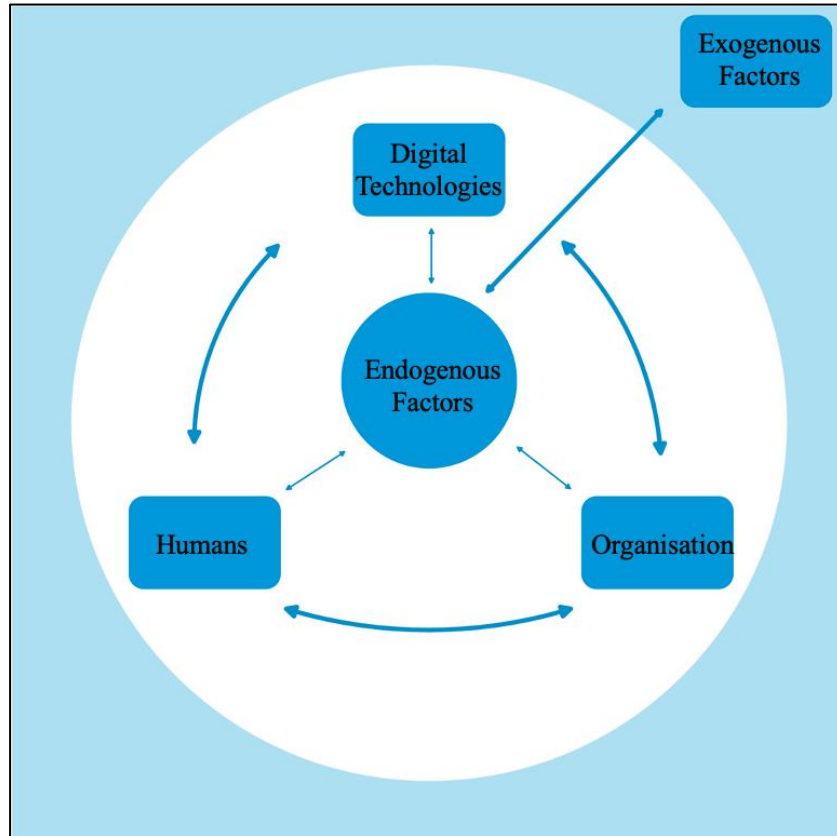 Exogenous
Factors
Digital
Technologies
Endogenous
Factors
Humans
Organisation